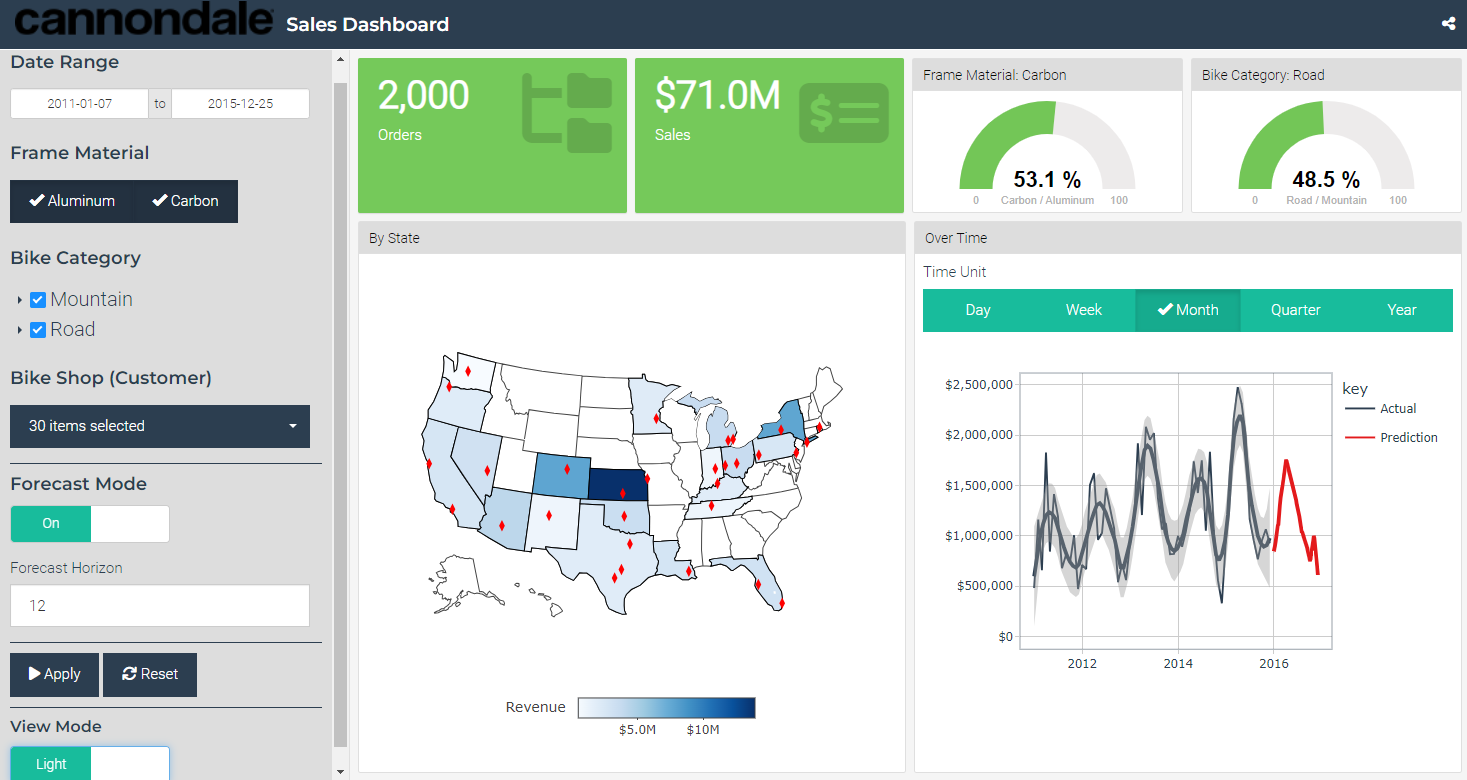 cannondale Sales Dashboard
Date Range
2011-01-07 to 2015-12-25
Frame Material
Aluminum Carbon
Bike Category
Mountain
Road
Bike Shop (Customer)
30 items selected
Forecast Mode
On
Forecast Horizon
12
Apply Reset
View Mode
Light
2,000
Orders
$71.0M
Sales
$
Frame Material: Carbon
53.1 %
0 Carbon / Aluminum 100
Bike Category: Road
48.5 %
0 Road / Mountain 100
By State
Revenue
$5.0M $10M
Over Time
Time Unit
Day Week Month Quarter Year
$2,500,000
$2,000,000
$1,500,000
$1,000,000
$500,000
$0
2012 2014 2016
key
Actual
Prediction